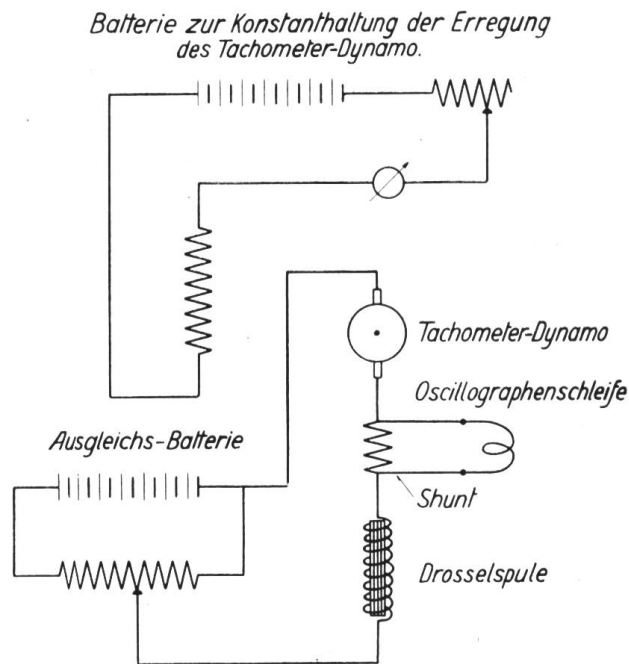 Batterie zur Konstanthaltung der Erregung
des Tachometer-Dynamo.
Tachometer-Dynamo
Oscillographenschleife
Ausgleichs-Batterie
Shunt
Drosselspule